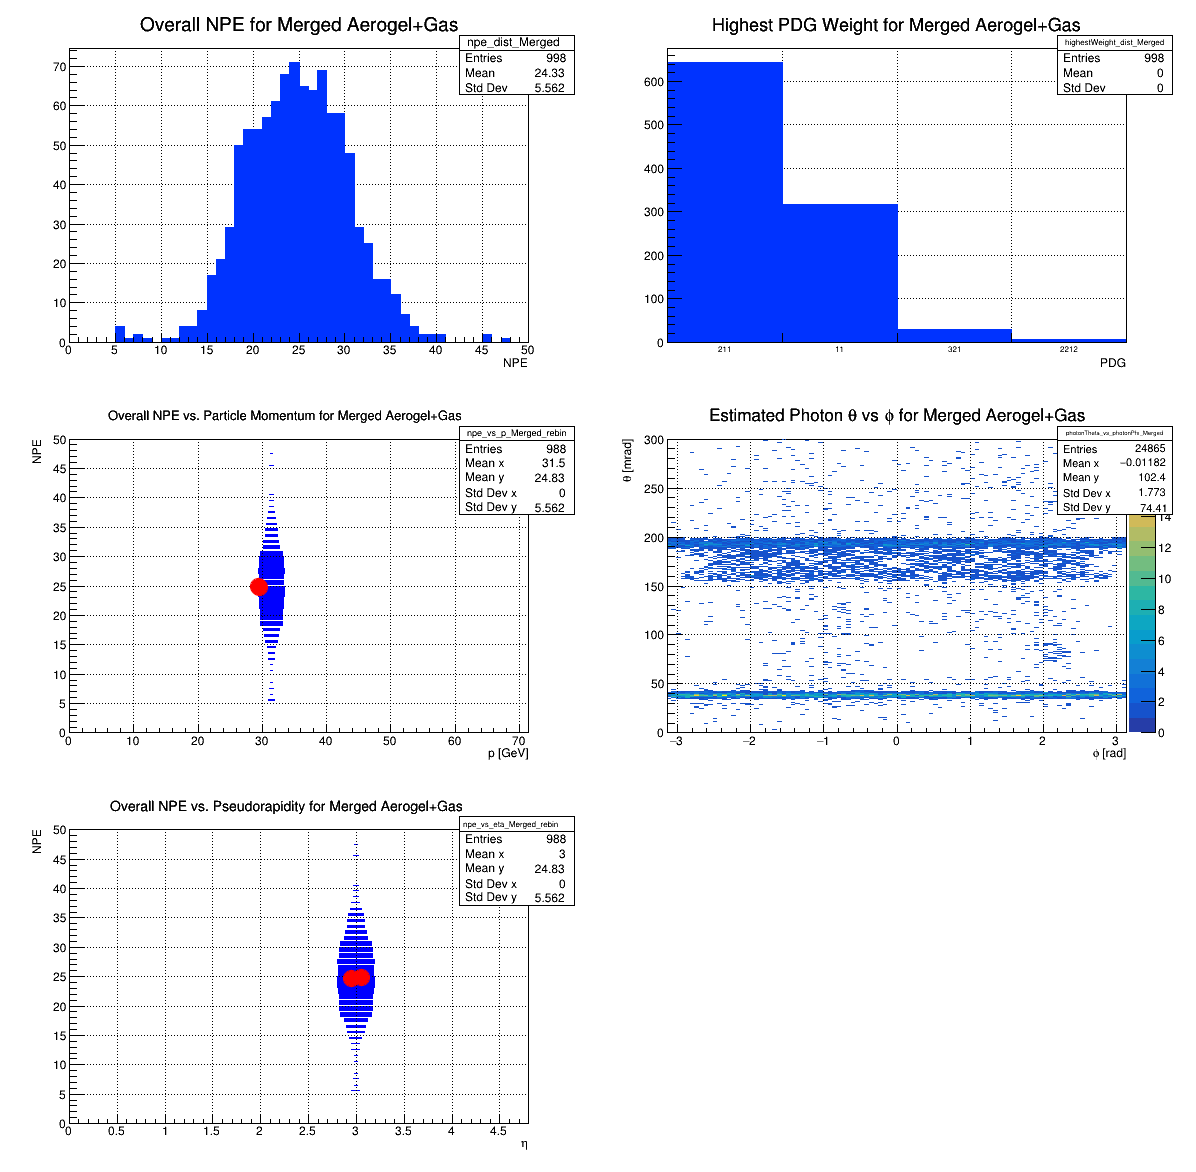 Overall NPE for Merged Aerogel+Gas
npe_dist_Merged
Entries 998
Mean 24.33
Std Dev 5.562
70
60
50
40
30
20
10
0
0 5 10 15 20 25 30 35 40 45 50
NPE
Highest PDG Weight for Merged Aerogel+Gas
highestWeight_dist_Merged
Entries 998
Mean 0
Std Dev 0
600
500
400
300
200
100
0
211 11 321 2212
PDG
Overall NPE vs. Particle Momentum for Merged Aerogel+Gas
NPE
npe_vs_p_Merged_rebin
Entries 988
Mean x 31.5
Mean y 24.83
Std Dev x 0
Std Dev y 5.562
50
45
40
35
30
25
20
15
10
5
0
0 10 20 30 40 50 60 70
p [GeV]
Estimated Photon θ vs ϕ for Merged Aerogel+Gas
θ [mrad]
photonTheta_vs_photonPhi_Merged
Entries 24865
Mean x −0.01182
Mean y 102.4
Std Dev x 1.773
Std Dev y 74.41
300
250
200
150
100
50
0
−3 −2 −1 0 1 2 3
ϕ [rad]
14
12
10
8
6
4
2
0
Overall NPE vs. Pseudorapidity for Merged Aerogel+Gas
NPE
npe_vs_eta_Merged_rebin
Entries 988
Mean x 3
Mean y 24.83
Std Dev x 0
Std Dev y 5.562
50
45
40
35
30
25
20
15
10
5
0
0 0.5 1 1.5 2 2.5 3 3.5 4 4.5
η